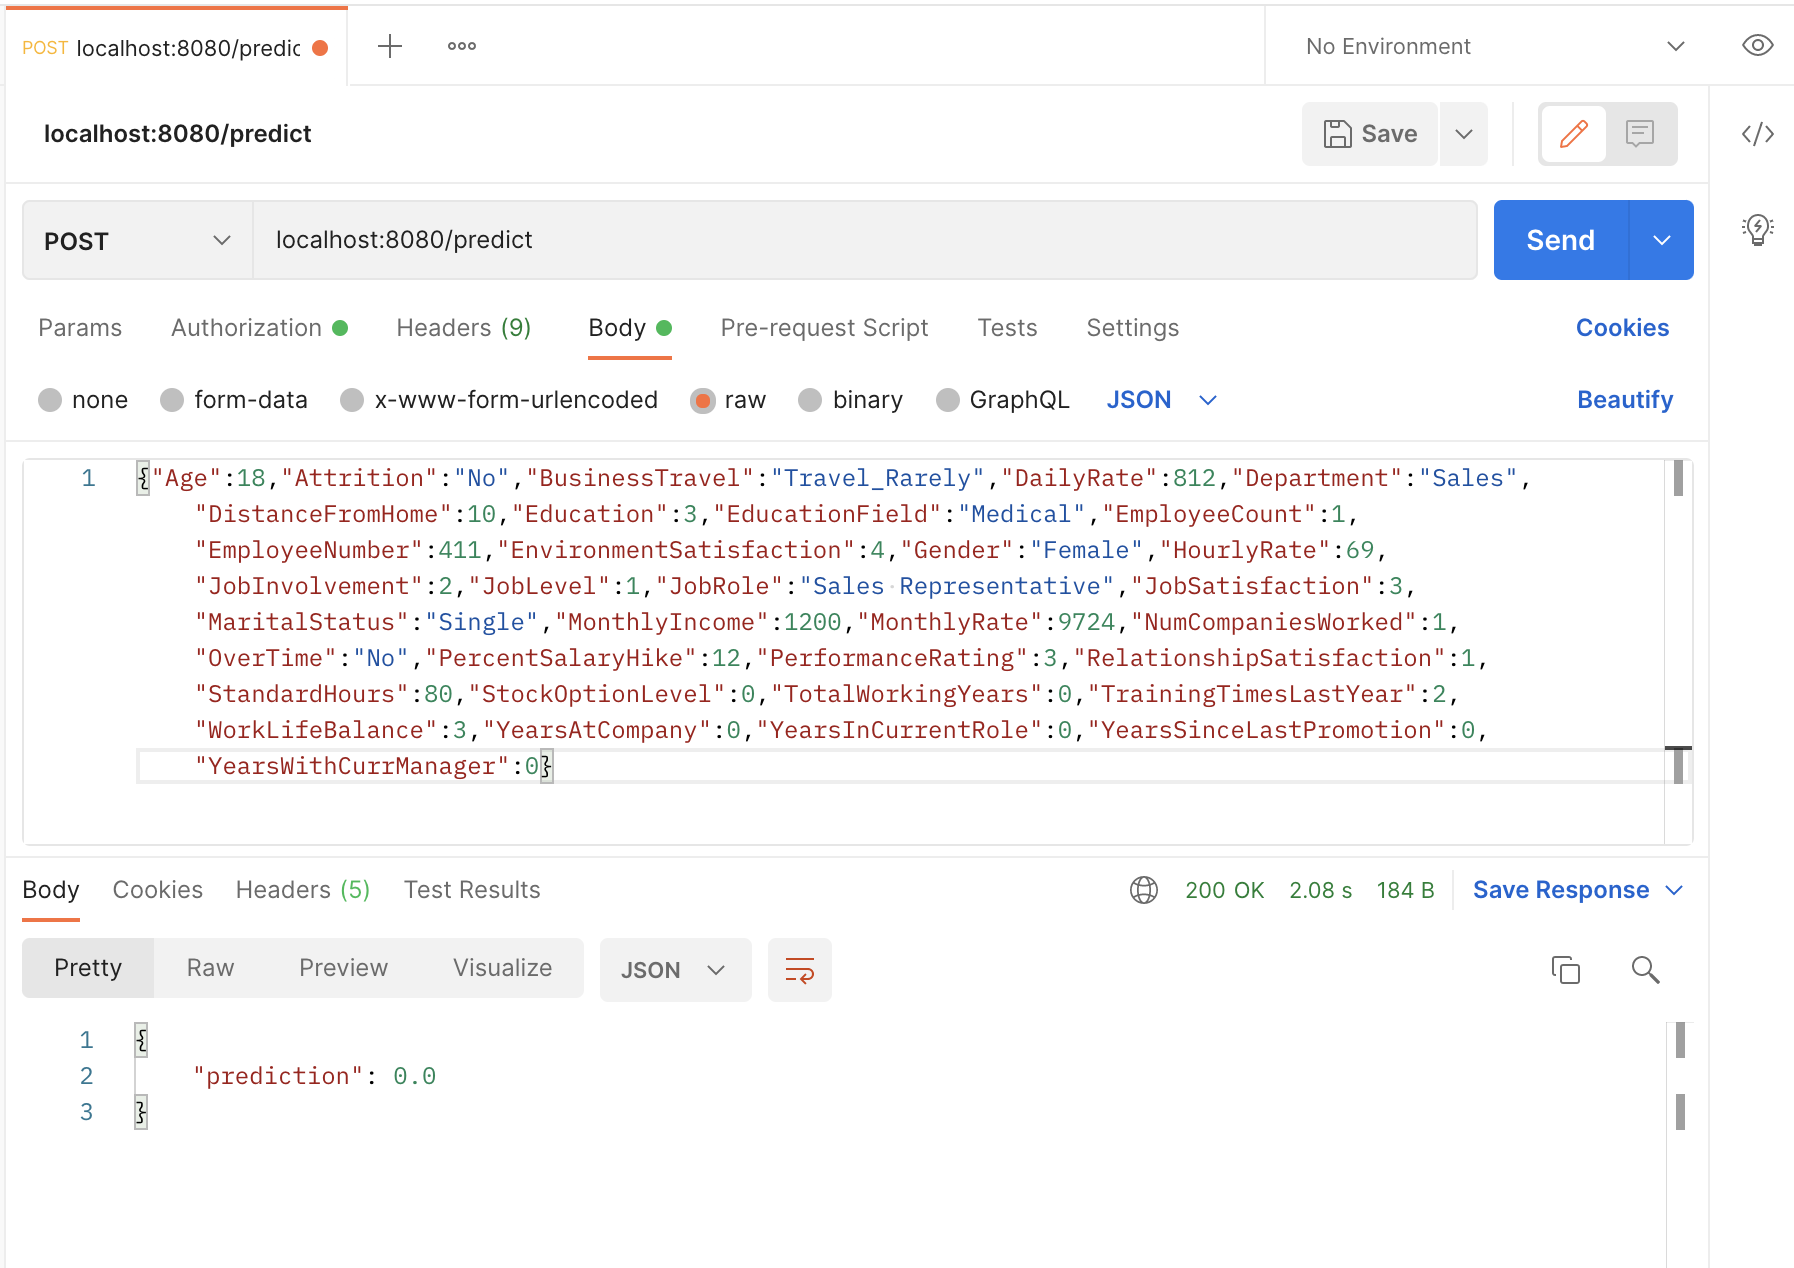 POST localhost:8080/predic
No Environment
localhost:8080/predict
Save
POST localhost:8080/predict Send
Params Authorization Headers (9) Body Pre-request Script Tests Settings Cookies
none form-data x-www-form-urlencoded raw binary GraphQL JSON Beautify
1 {"Age":18,"Attrition":"No","BusinessTravel":"Travel_Rarely","DailyRate":812,"Department":"Sales",
"DistanceFromHome":10,"Education":3,"EducationField":"Medical","EmployeeCount":1,
"EmployeeNumber":411,"EnvironmentSatisfaction":4,"Gender":"Female","HourlyRate":69,
"JobInvolvement":2,"JobLevel":1,"JobRole":"Sales Representative","JobSatisfaction":3,
"MaritalStatus":"Single","MonthlyIncome":1200,"MonthlyRate":9724,"NumCompaniesWorked":1,
"OverTime":"No","PercentSalaryHike":12,"PerformanceRating":3,"RelationshipSatisfaction":1,
"StandardHours":80,"StockOptionLevel":0,"TotalWorkingYears":0,"TrainingTimesLastYear":2,
"WorkLifeBalance":3,"YearsAtCompany":0,"YearsInCurrentRole":0,"YearsSinceLastPromotion":0,
"YearsWithCurrManager":0}
Body Cookies Headers (5) Test Results 200 OK 2.08 s 184 B Save Response
Pretty Raw Preview Visualize JSON
1 {
2 "prediction": 0.0
3 }